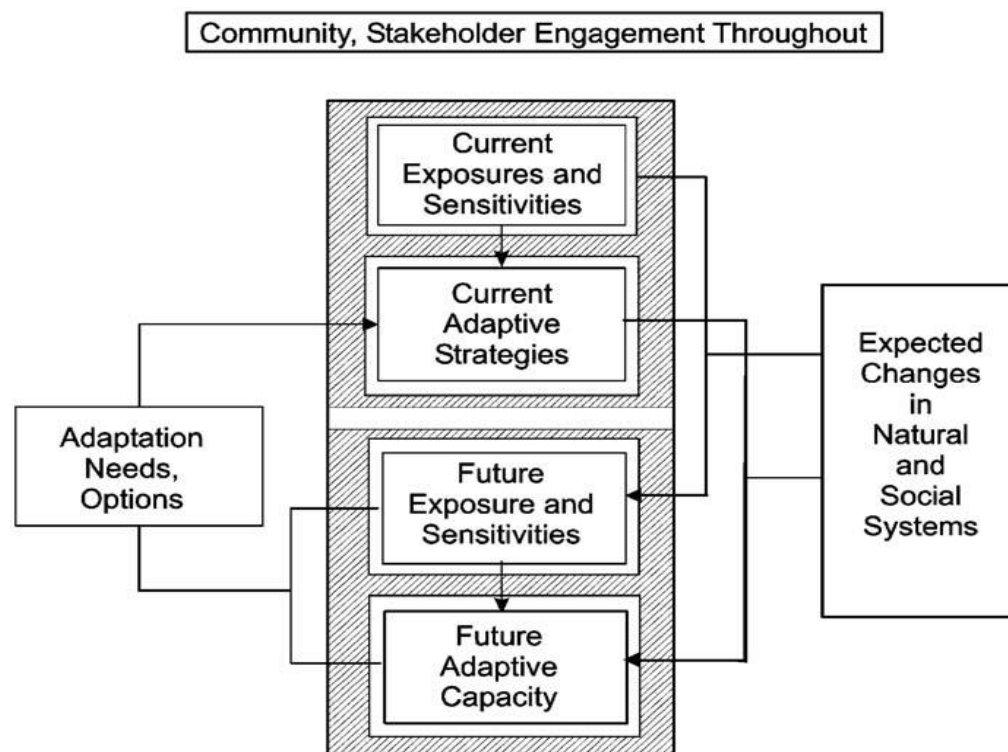 Community, Stakeholder Engagement Throughout
Current
Exposures and
Sensitivities
Current
Adaptive
Strategies
Adaptation
Needs,
Options
Future
Exposure and
Sensitivities
Future
Adaptive
Capacity
Expected
Changes
in
Natural
and
Social
Systems